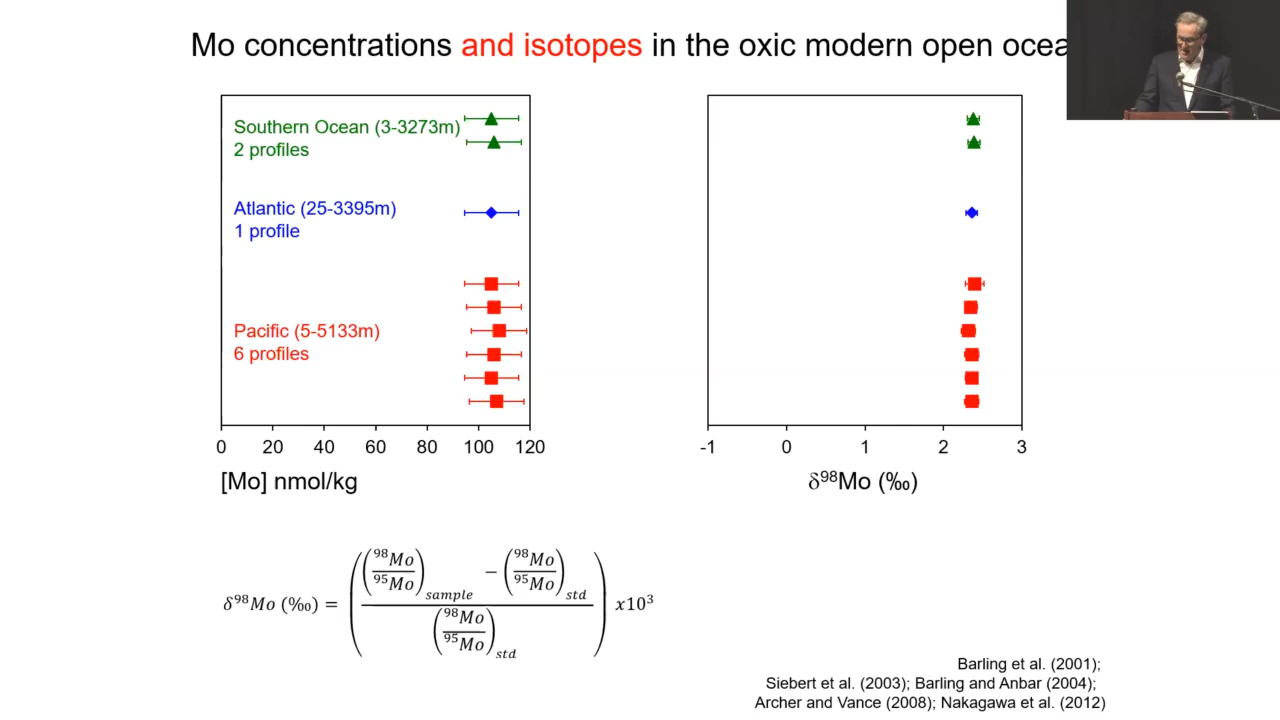 Mo concentrations and isotopes in the oxic modern open ocea
Southern Ocean (3-3273m)
2 profiles
Atlantic (25-3395m)
1 profile
Pacific (5-5133m)
6 profiles
0 20 40 60 80 100 120
[Mo] nmol/kg
-1 0 1 2 3
δ⁹⁸Mo (‰)
δ⁹⁸Mo (‰) = (((⁹⁸Mo/⁹⁵Mo)sample − (⁹⁸Mo/⁹⁵Mo)std) / (⁹⁸Mo/⁹⁵Mo)std) x10³
Barling et al. (2001);
Siebert et al. (2003); Barling and Anbar (2004);
Archer and Vance (2008); Nakagawa et al. (2012)